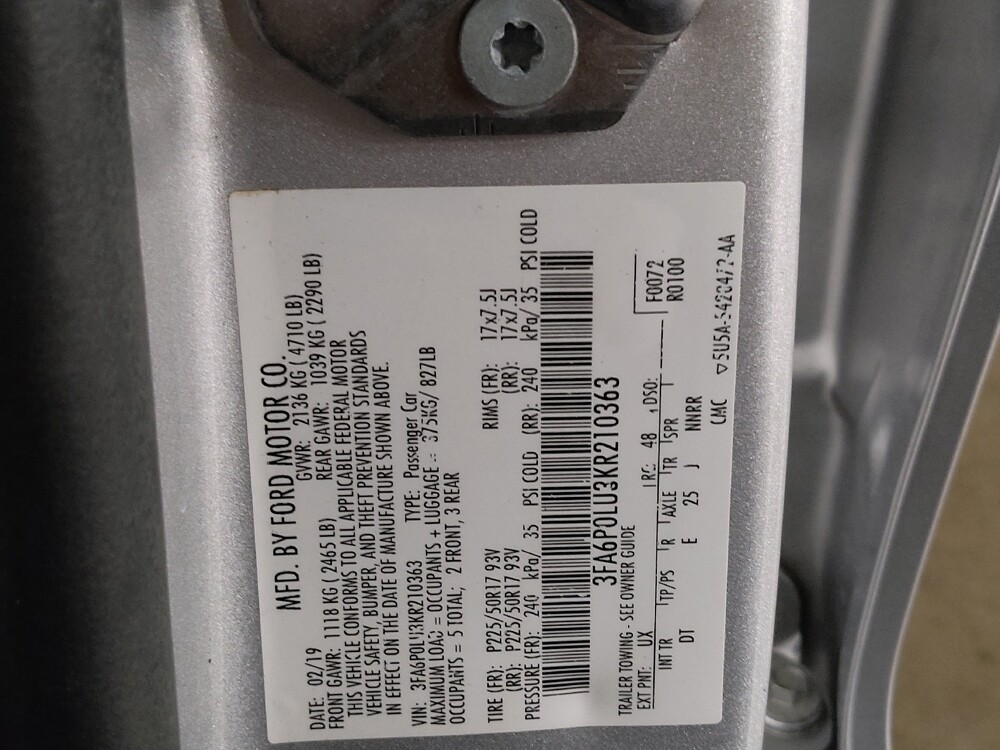 MFD. BY FORD MOTOR CO.
DATE: 02/19 GVWR: 2136 KG ( 4710 LB)
FRONT GAWR: 1118 KG ( 2465 LB) REAR GAWR: 1039 KG ( 2290 LB)
THIS VEHICLE CONFORMS TO ALL APPLICABLE FEDERAL MOTOR
VEHICLE SAFETY, BUMPER, AND THEFT PREVENTION STANDARDS
IN EFFECT ON THE DATE OF MANUFACTURE SHOWN ABOVE.
VIN: 3FA6P0LU3KR210363 TYPE: Passenger Car
MAXIMUM LOAD = OCCUPANTS + LUGGAGE = 375KG/ 827LB
OCCUPANTS = 5 TOTAL; 2 FRONT, 3 REAR
TIRE (FR): P225/50R17 93V RIMS (FR): 17x7.5J
(RR): P225/50R17 93V (RR): 17x7.5J
PRESSURE (FR): 240 kPa/ 35 PSI COLD (RR): 240 kPa/ 35 PSI COLD
3FA6P0LU3KR210363
TRAILER TOWING - SEE OWNER GUIDE F0072
EXT PNT: UX RC: 48 DSO: R0100
INT TR TP/PS R AXLE TR SPR
DT E 25 J NNRR
CMC ▽5U5A-5420472-AA